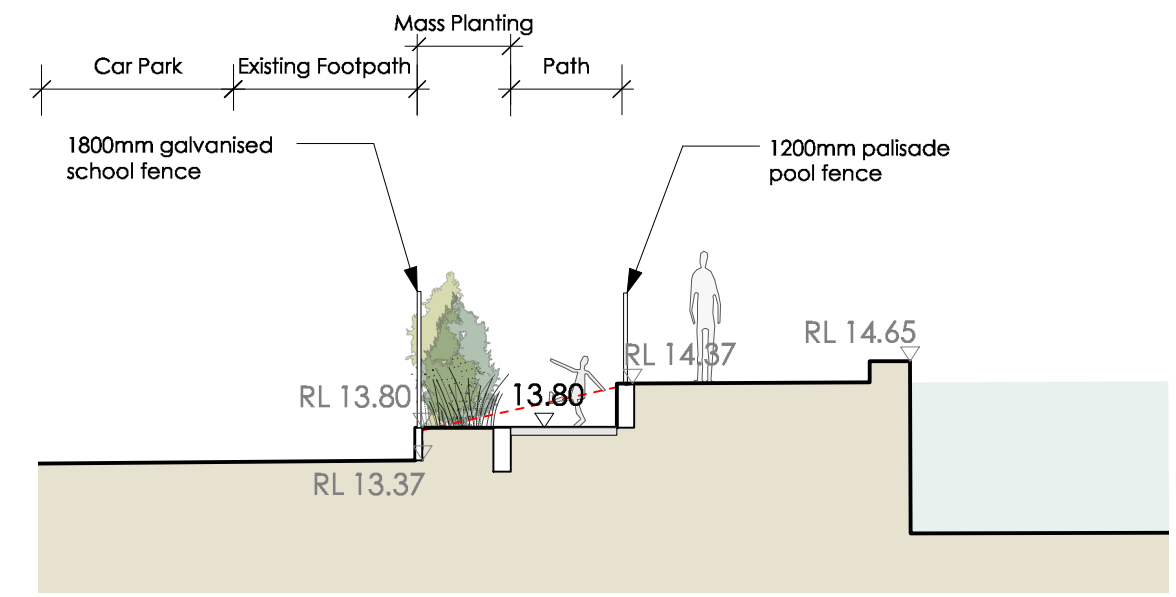 Mass Planting
Car Park
Existing Footpath
Path
1800mm galvanised
school fence
1200mm palisade
pool fence
RL 14.65
RL 14.37
RL 13.80
13.80
RL 13.37